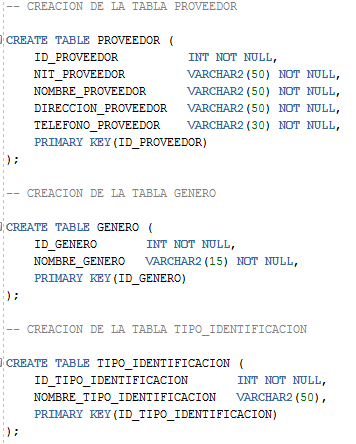 -- CREACION DE LA TABLA PROVEEDOR
CREATE TABLE PROVEEDOR (
ID_PROVEEDOR INT NOT NULL,
NIT_PROVEEDOR VARCHAR2(50) NOT NULL,
NOMBRE_PROVEEDOR VARCHAR2(50) NOT NULL,
DIRECCION_PROVEEDOR VARCHAR2(50) NOT NULL,
TELEFONO_PROVEEDOR VARCHAR2(30) NOT NULL,
PRIMARY KEY(ID_PROVEEDOR)
);
-- CREACION DE LA TABLA GENERO
CREATE TABLE GENERO (
ID_GENERO INT NOT NULL,
NOMBRE_GENERO VARCHAR2(15) NOT NULL,
PRIMARY KEY(ID_GENERO)
);
-- CREACION DE LA TABLA TIPO_IDENTIFICACION
CREATE TABLE TIPO_IDENTIFICACION (
ID_TIPO_IDENTIFICACION INT NOT NULL,
NOMBRE_TIPO_IDENTIFICACION VARCHAR2(50),
PRIMARY KEY(ID_TIPO_IDENTIFICACION)
);